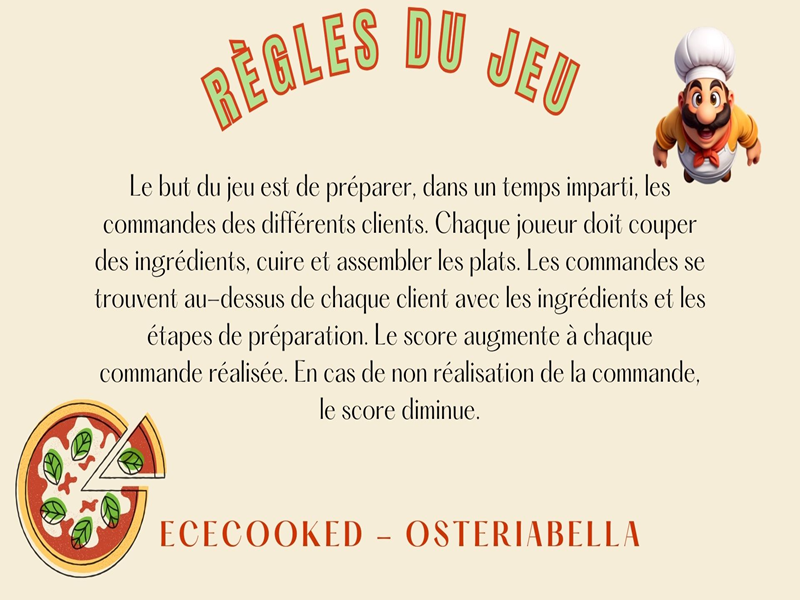 RÈGLES DU JEU
Le but du jeu est de préparer, dans un temps imparti, les
commandes des différents clients. Chaque joueur doit couper
des ingrédients, cuire et assembler les plats. Les commandes se
trouvent au-dessus de chaque client avec les ingrédients et les
étapes de préparation. Le score augmente à chaque
commande réalisée. En cas de non réalisation de la commande,
le score diminue.
ECECOOKED - OSTERIABELLA